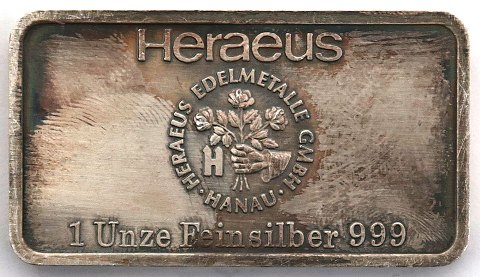 Heraeus
HERAEUS EDELMETALLE GMBH
H
· HANAU ·
1 Unze Feinsilber 999